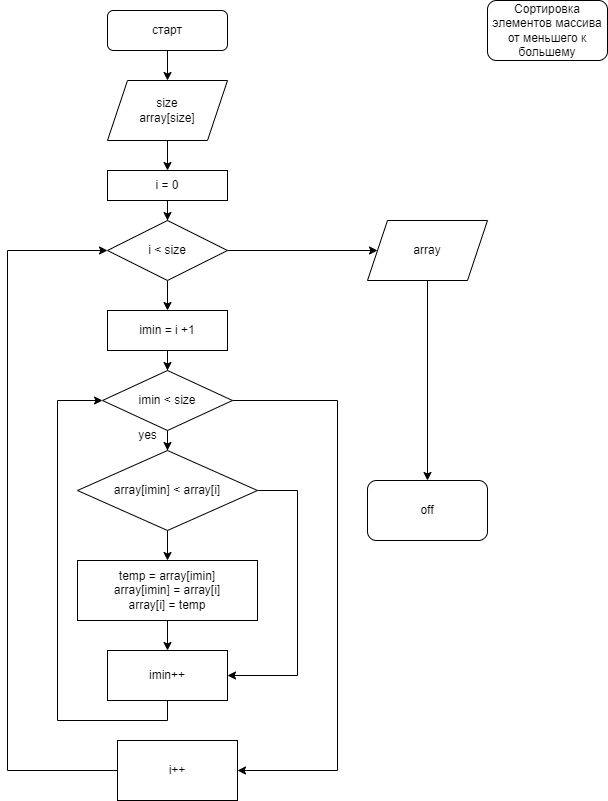 старт
Сортировка
элементов массива
от меньшего к
большему
size
array[size]
i = 0
i < size
array
imin = i +1
imin < size
yes
array[imin] < array[i]
off
temp = array[imin]
array[imin] = array[i]
array[i] = temp
imin++
i++